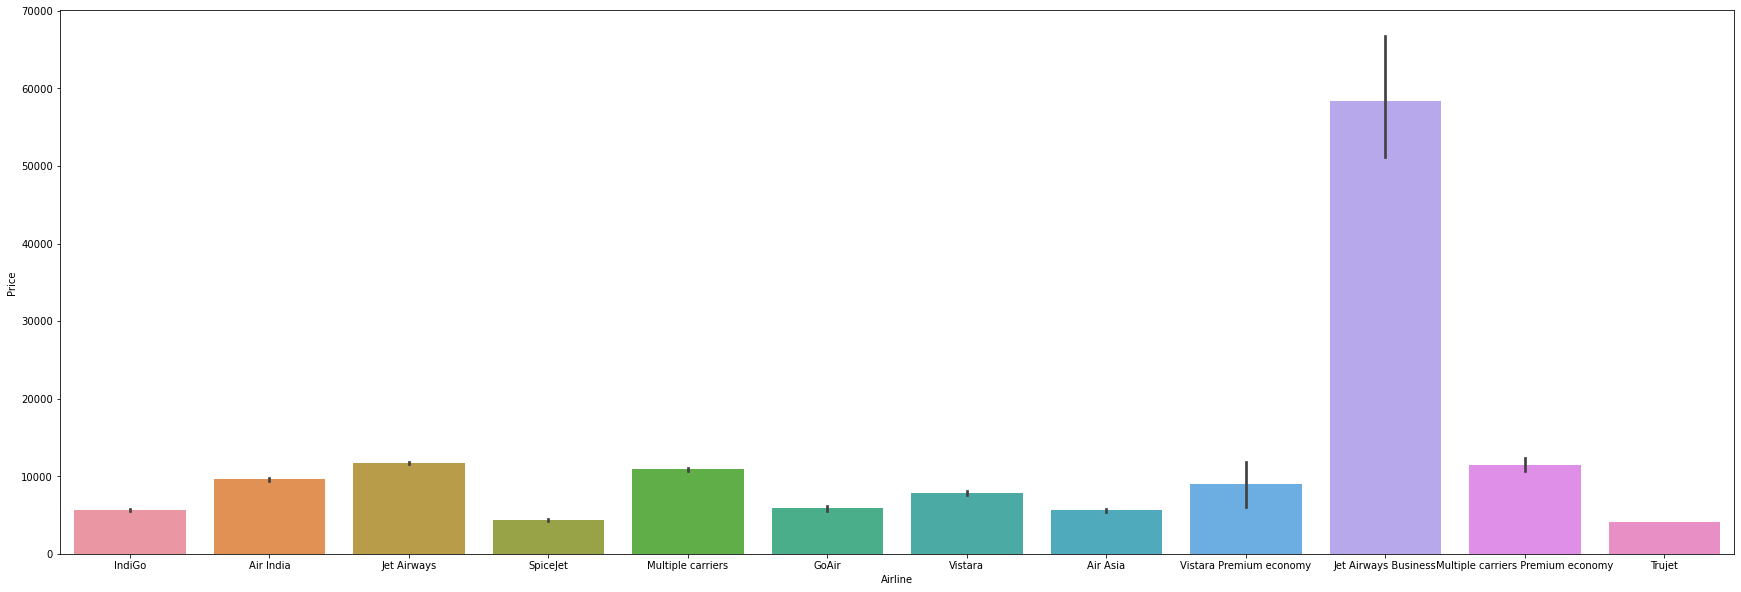 70000
60000
50000
40000
30000
20000
10000
0
Price
IndiGo Air India Jet Airways SpiceJet Multiple carriers GoAir Vistara Air Asia Vistara Premium economy Jet Airways Business Multiple carriers Premium economy Trujet
Airline